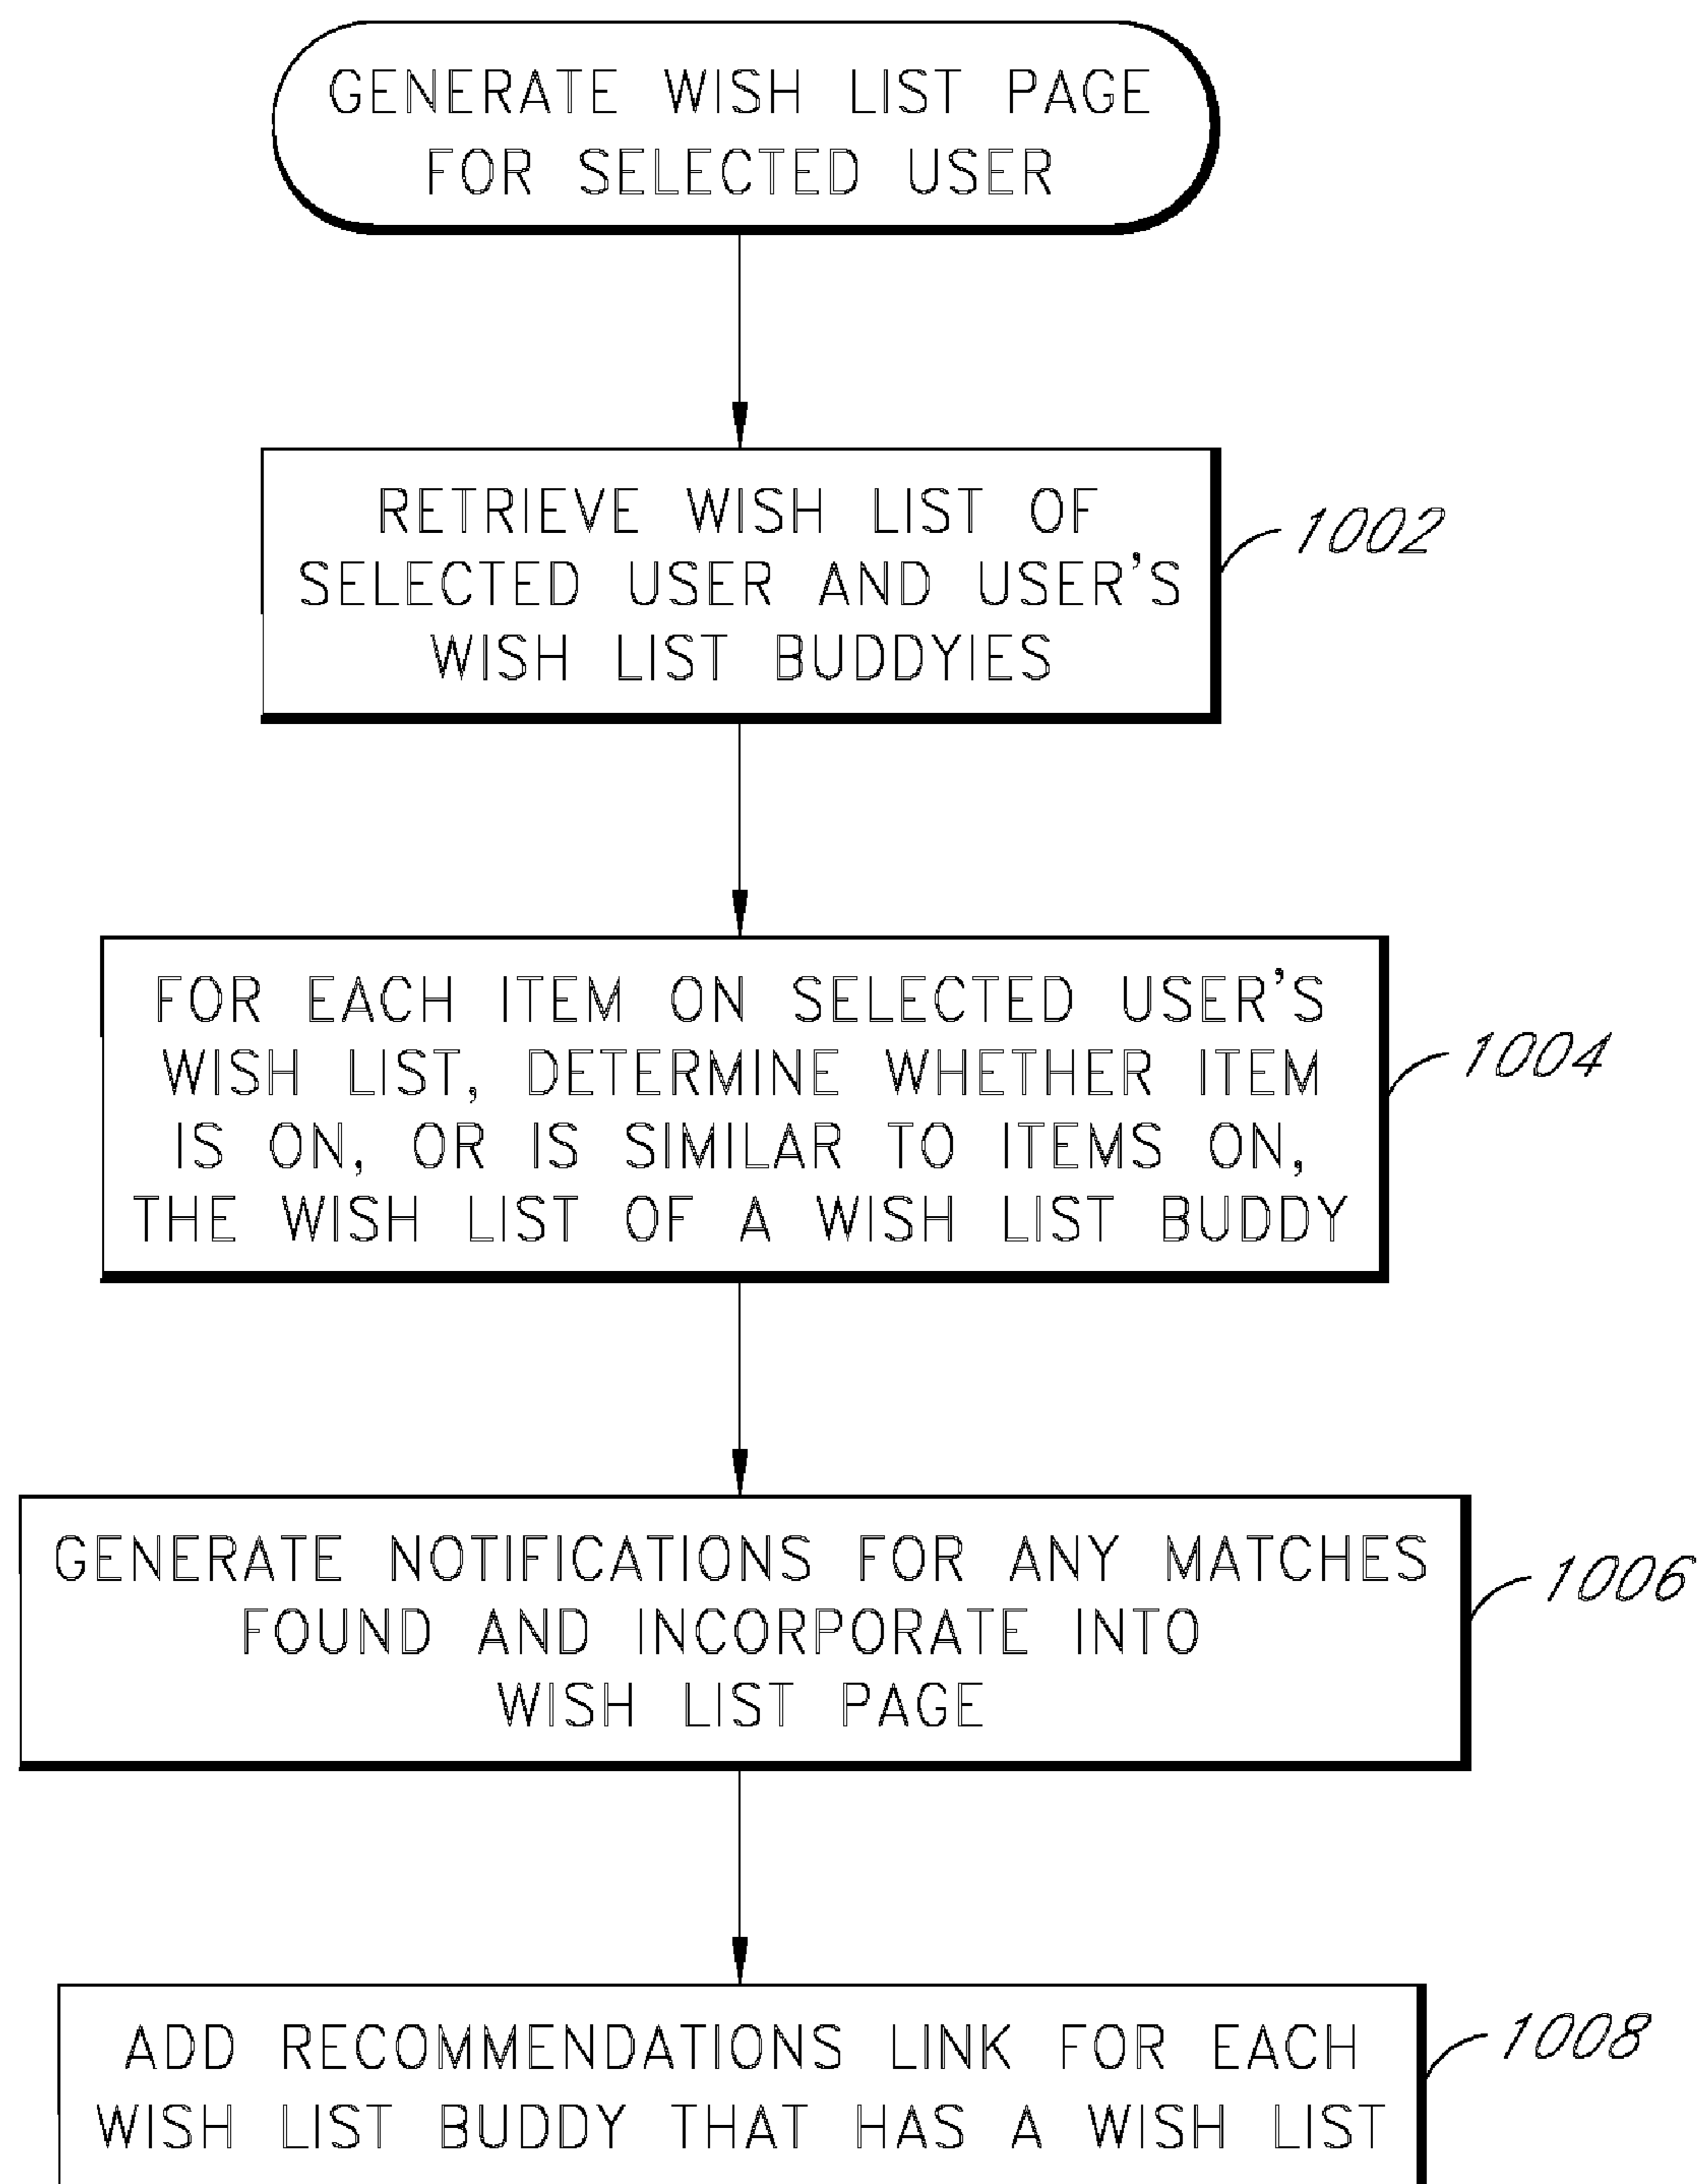 GENERATE WISH LIST PAGE
FOR SELECTED USER
RETRIEVE WISH LIST OF
SELECTED USER AND USER'S
WISH LIST BUDDYIES
1002
FOR EACH ITEM ON SELECTED USER'S
WISH LIST, DETERMINE WHETHER ITEM
IS ON, OR IS SIMILAR TO ITEMS ON,
THE WISH LIST OF A WISH LIST BUDDY
1004
GENERATE NOTIFICATIONS FOR ANY MATCHES
FOUND AND INCORPORATE INTO
WISH LIST PAGE
1006
ADD RECOMMENDATIONS LINK FOR EACH
WISH LIST BUDDY THAT HAS A WISH LIST
1008